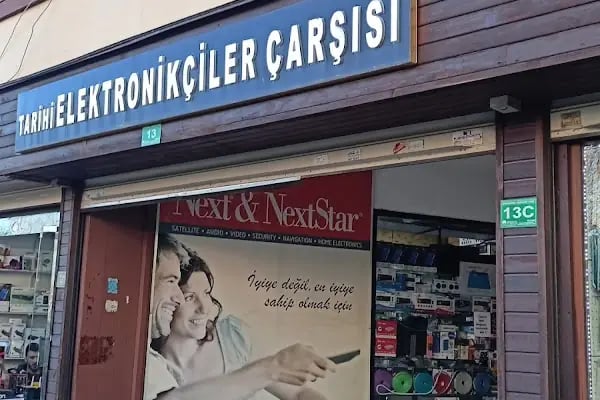 TARİHİ ELEKTRONİKÇİLER ÇARŞISI
13
13C
Next & NextStar®
SATELLITE • AUDIO • VIDEO • SECURITY • NAVIGATION • HOME ELECTRONICS
İyiye değil, en iyiye
sahip olmak için